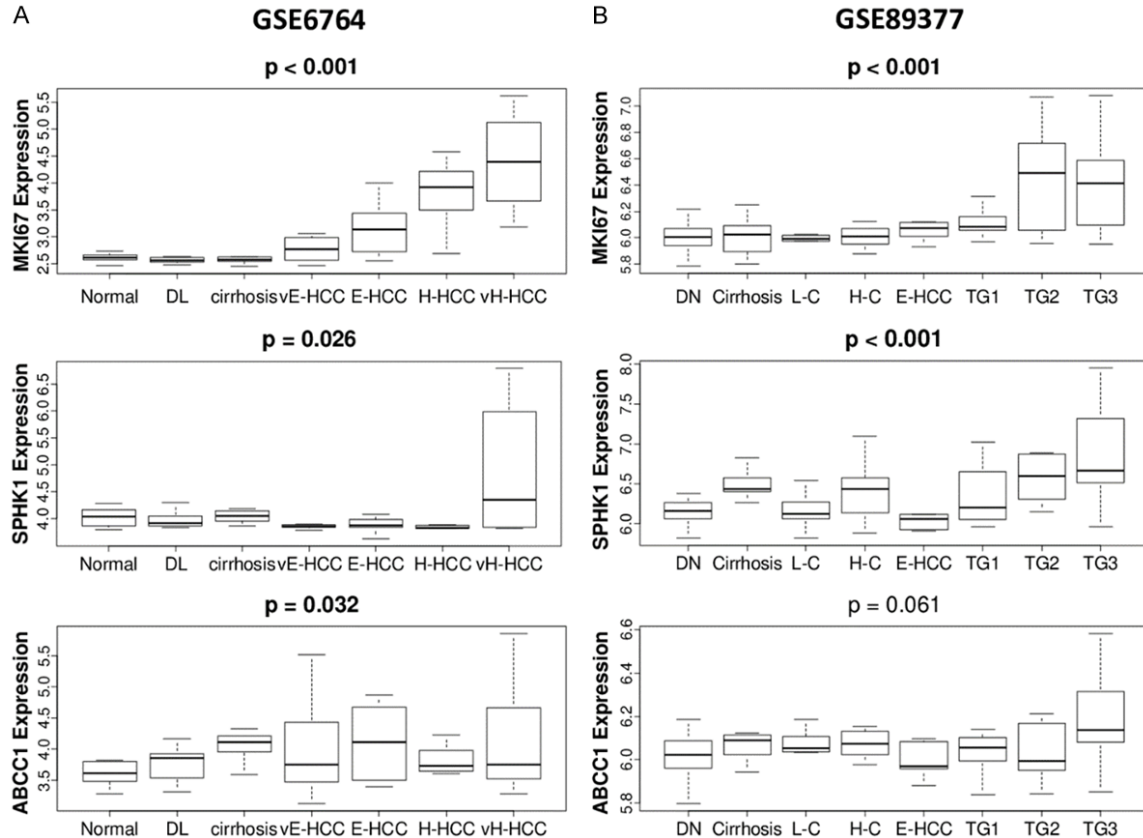 A
GSE6764
p < 0.001
MKI67 Expression
5.5
5.0
4.5
4.0
3.5
3.0
2.5
Normal DL cirrhosis vE-HCC E-HCC H-HCC vH-HCC
p = 0.026
SPHK1 Expression
6.5
6.0
5.5
5.0
4.5
4.0
Normal DL cirrhosis vE-HCC E-HCC H-HCC vH-HCC
p = 0.032
ABCC1 Expression
5.5
5.0
4.5
4.0
3.5
Normal DL cirrhosis vE-HCC E-HCC H-HCC vH-HCC
B
GSE89377
p < 0.001
MKI67 Expression
7.0
6.8
6.6
6.4
6.2
6.0
5.8
DN Cirrhosis L-C H-C E-HCC TG1 TG2 TG3
p < 0.001
SPHK1 Expression
8.0
7.5
7.0
6.5
6.0
DN Cirrhosis L-C H-C E-HCC TG1 TG2 TG3
p = 0.061
ABCC1 Expression
6.6
6.4
6.2
6.0
5.8
DN Cirrhosis L-C H-C E-HCC TG1 TG2 TG3